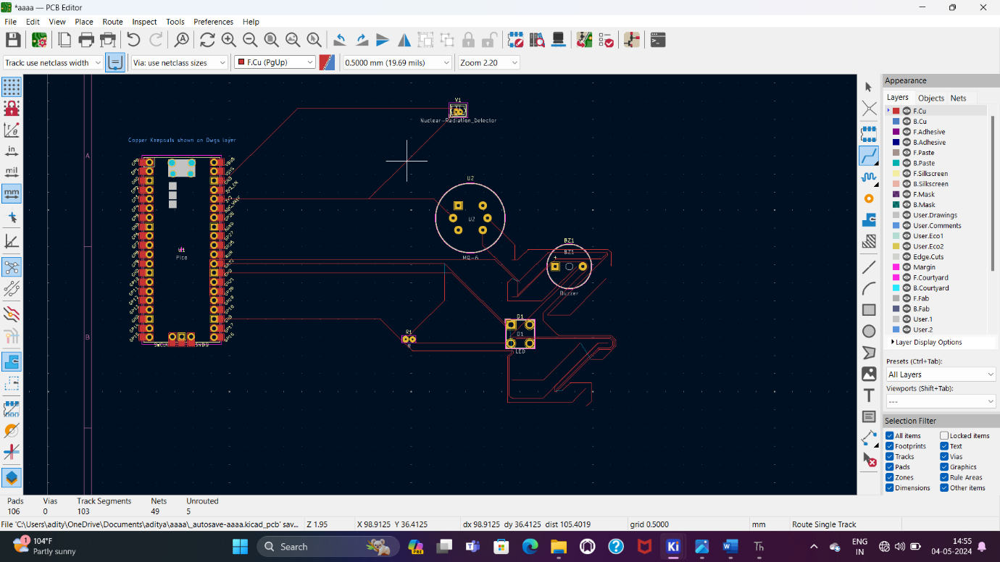 *aaaa — PCB Editor
File Edit View Place Route Inspect Tools Preferences Help
Track: use netclass width Via: use netclass sizes F.Cu (PgUp) 0.5000 mm (19.69 mils) Zoom 2.20
in
mil
mm
A
B
Copper Keepouts shown on Dwgs layer
Pico
SWCLK SWDIO
V1
Nuclear-Radiation_Detector
U2
U2
MQ-6
BZ1
BZ1
+
Buzzer
D1
D1
LED
R1
R
Appearance
Layers Objects Nets
F.Cu
B.Cu
F.Adhesive
B.Adhesive
F.Paste
B.Paste
F.Silkscreen
B.Silkscreen
F.Mask
B.Mask
User.Drawings
User.Comments
User.Eco1
User.Eco2
Edge.Cuts
Margin
F.Courtyard
B.Courtyard
F.Fab
B.Fab
User.1
User.2
Layer Display Options
Presets (Ctrl+Tab):
All Layers
Viewports (Shift+Tab):
---
Selection Filter
All items Locked items
Footprints Text
Tracks Vias
Pads Graphics
Zones Rule Areas
Dimensions Other items
Pads Vias Track Segments Nets Unrouted
106 0 103 49 5
File 'C:\Users\adity\OneDrive\Documents\aditya\aaaa\_autosave-aaaa.kicad_pcb' sav... Z 1.95 X 98.9125 Y 36.4125 dx 98.9125 dy 36.4125 dist 105.4019 grid 0.5000 mm Route Single Track
1 104°F
Partly sunny
Search
PRE
Ki
Th
ENG
IN
14:55
04-05-2024